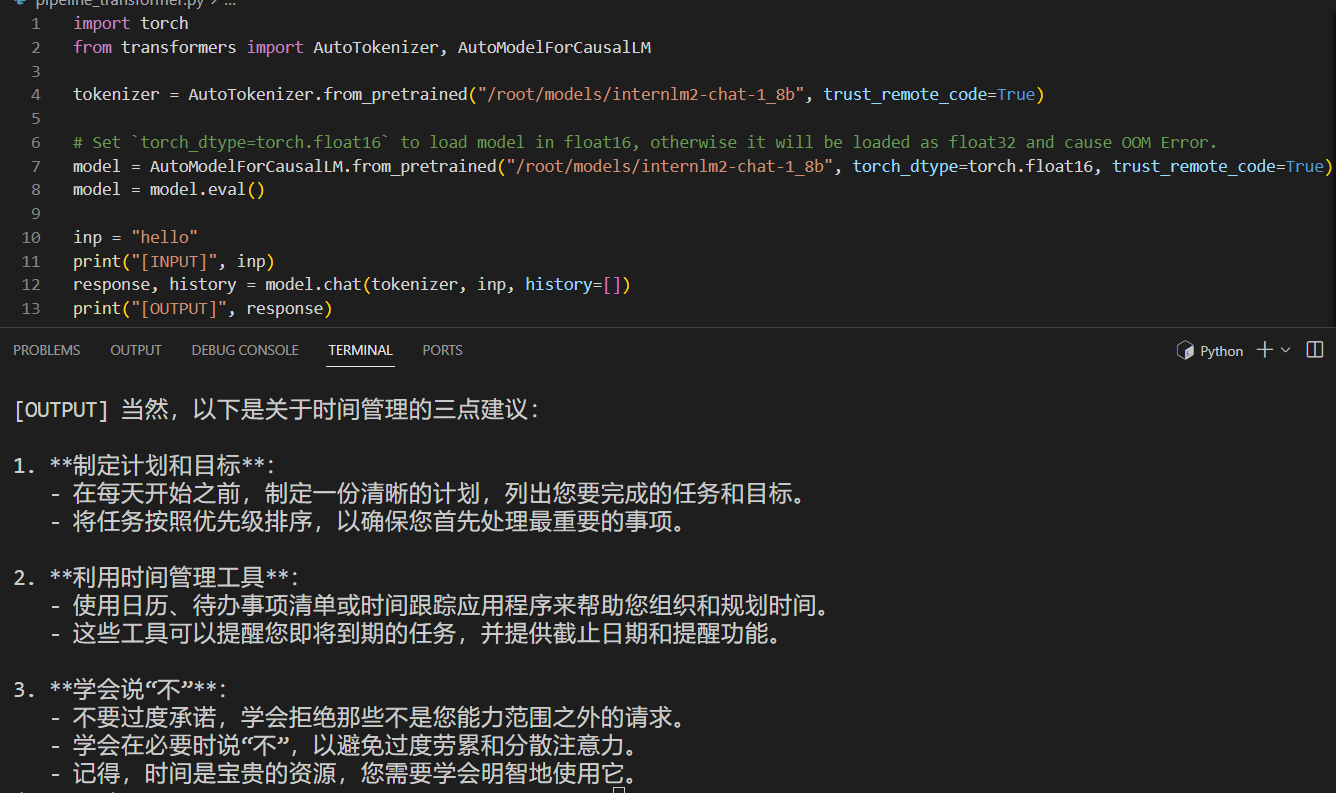 pipeline_transformer.py > ...
1 import torch
2 from transformers import AutoTokenizer, AutoModelForCausalLM
3
4 tokenizer = AutoTokenizer.from_pretrained("/root/models/internlm2-chat-1_8b", trust_remote_code=True)
5
6 # Set `torch_dtype=torch.float16` to load model in float16, otherwise it will be loaded as float32 and cause OOM Error.
7 model = AutoModelForCausalLM.from_pretrained("/root/models/internlm2-chat-1_8b", torch_dtype=torch.float16, trust_remote_code=True)
8 model = model.eval()
9
10 inp = "hello"
11 print("[INPUT]", inp)
12 response, history = model.chat(tokenizer, inp, history=[])
13 print("[OUTPUT]", response)
PROBLEMS OUTPUT DEBUG CONSOLE TERMINAL PORTS Python
[OUTPUT] 当然，以下是关于时间管理的三点建议：
1. **制定计划和目标**：
- 在每天开始之前，制定一份清晰的计划，列出您要完成的任务和目标。
- 将任务按照优先级排序，以确保您首先处理最重要的事项。
2. **利用时间管理工具**：
- 使用日历、待办事项清单或时间跟踪应用程序来帮助您组织和规划时间。
- 这些工具可以提醒您即将到期的任务，并提供截止日期和提醒功能。
3. **学会说“不”**：
- 不要过度承诺，学会拒绝那些不是您能力范围之外的请求。
- 学会在必要时说“不”，以避免过度劳累和分散注意力。
- 记得，时间是宝贵的资源，您需要学会明智地使用它。